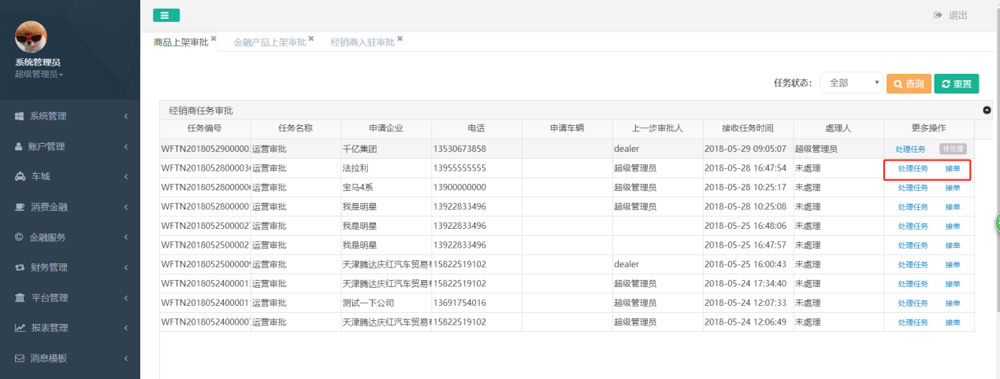 退出
商品上架审批 金融产品上架审批 经销商入驻审批
系统管理员
超级管理员
任务状态： 全部 查询 重置
经销商任务审批
任务编号 任务名称 申请企业 电话 申请车辆 上一步审批人 接收任务时间 處理人 更多操作
WFTN2018052900003 运营审批 千亿集团 13530673858 dealer 2018-05-29 09:05:07 超级管理员 处理任务 待处理
WFTN201805280003 运营审批 法拉利 13955555555 超级管理员 2018-05-28 16:47:54 未處理 处理任务 接单
WFTN201805280000 运营审批 宝马4系 13900000000 超级管理员 2018-05-28 10:25:17 未處理 处理任务 接单
WFTN201805280000 运营审批 我是明星 13922833496 超级管理员 2018-05-28 10:25:08 未處理 处理任务 接单
WFTN2018052500002 运营审批 我是明星 13922833496 2018-05-25 16:48:06 未處理 处理任务 接单
WFTN2018052500002 运营审批 我是明星 13922833496 2018-05-25 16:47:57 未處理 处理任务 接单
WFTN201805250000 运营审批 天津腾达庆红汽车贸易 15822519102 dealer 2018-05-25 16:00:43 未處理 处理任务 接单
WFTN2018052400001 运营审批 天津腾达庆红汽车贸易 15822519102 超级管理员 2018-05-24 17:34:40 未處理 处理任务 接单
WFTN2018052400001 运营审批 测试一下公司 13691754016 超级管理员 2018-05-24 12:07:33 未處理 处理任务 接单
WFTN201805240000 运营审批 天津腾达庆红汽车贸易 15822519102 超级管理员 2018-05-24 12:06:49 未處理 处理任务 接单
系统管理
账户管理
车城
消费金融
金融服务
财务管理
平台管理
报表管理
消息模板